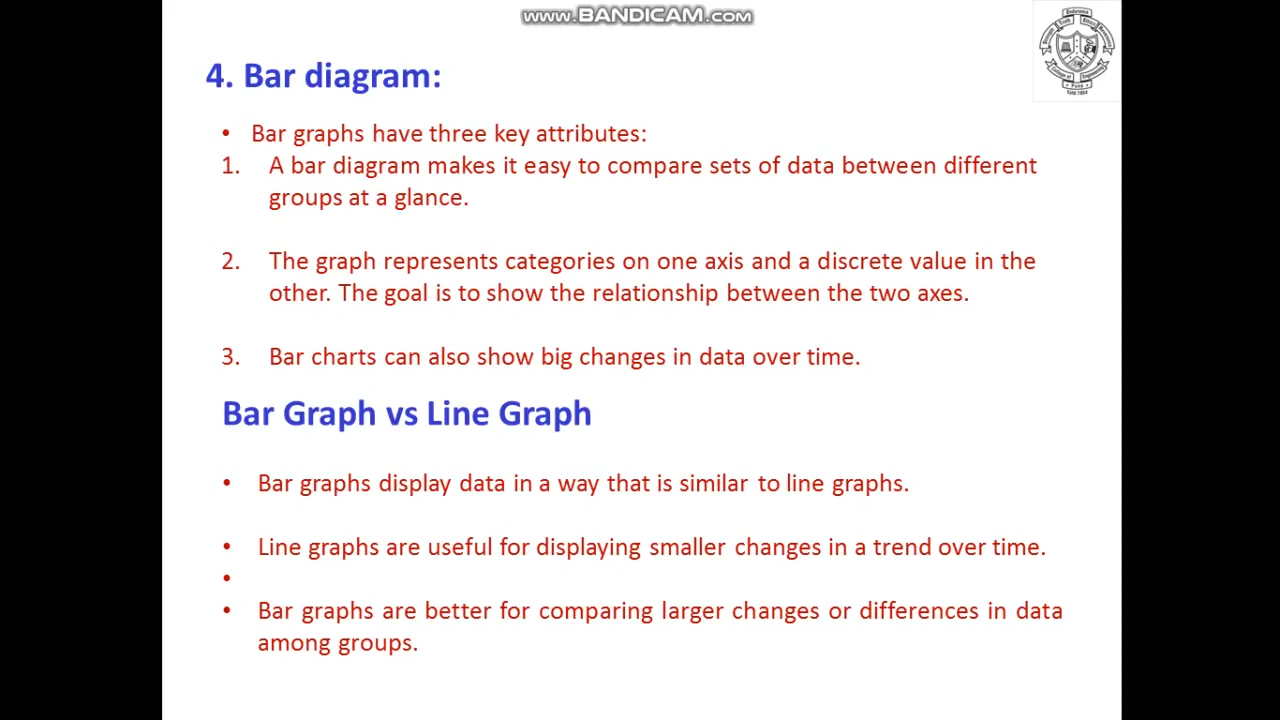 www.BANDICAM.com
4. Bar diagram:
• Bar graphs have three key attributes:
1. A bar diagram makes it easy to compare sets of data between different
groups at a glance.
2. The graph represents categories on one axis and a discrete value in the
other. The goal is to show the relationship between the two axes.
3. Bar charts can also show big changes in data over time.
Bar Graph vs Line Graph
• Bar graphs display data in a way that is similar to line graphs.
• Line graphs are useful for displaying smaller changes in a trend over time.
•
• Bar graphs are better for comparing larger changes or differences in data
among groups.